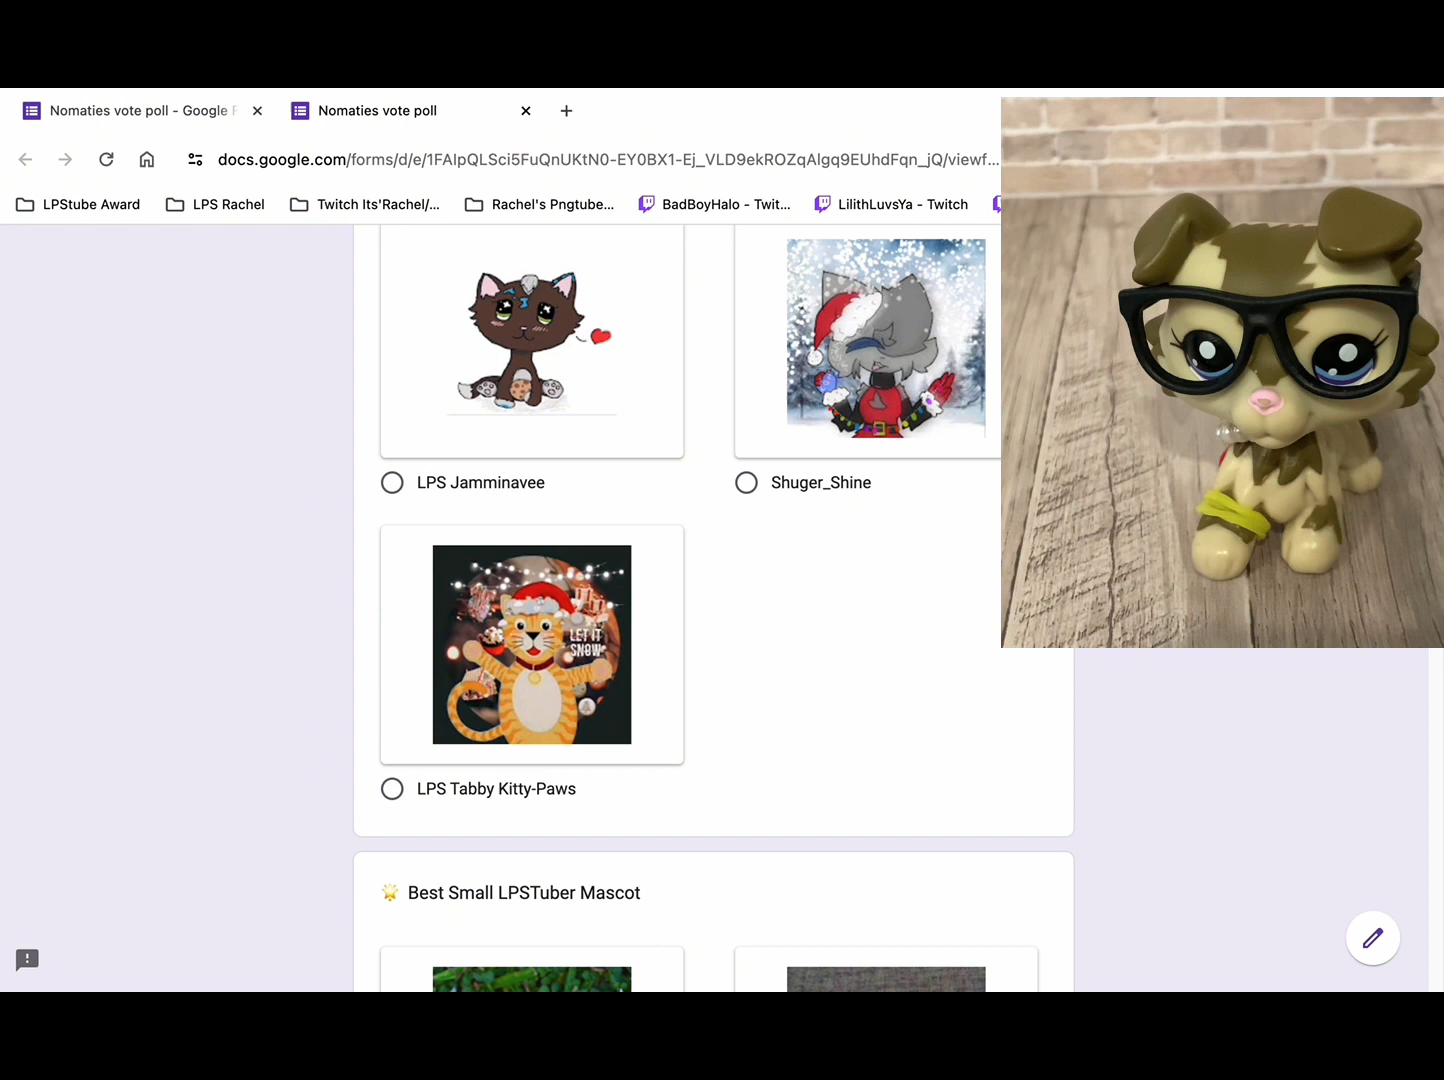 Nomaties vote poll - Google F
Nomaties vote poll
docs.google.com/forms/d/e/1FAIpQLSci5FuQnUKtN0-EY0BX1-Ej_VLD9ekROZqAlgq9EUhdFqn_jQ/viewf...
LPStube Award
LPS Rachel
Twitch Its'Rachel/...
Rachel's Pngtube...
BadBoyHalo - Twit...
LilithLuvsYa - Twitch
LPS Jamminavee
Shuger_Shine
LET IT
SNOW
LPS Tabby Kitty-Paws
Best Small LPSTuber Mascot